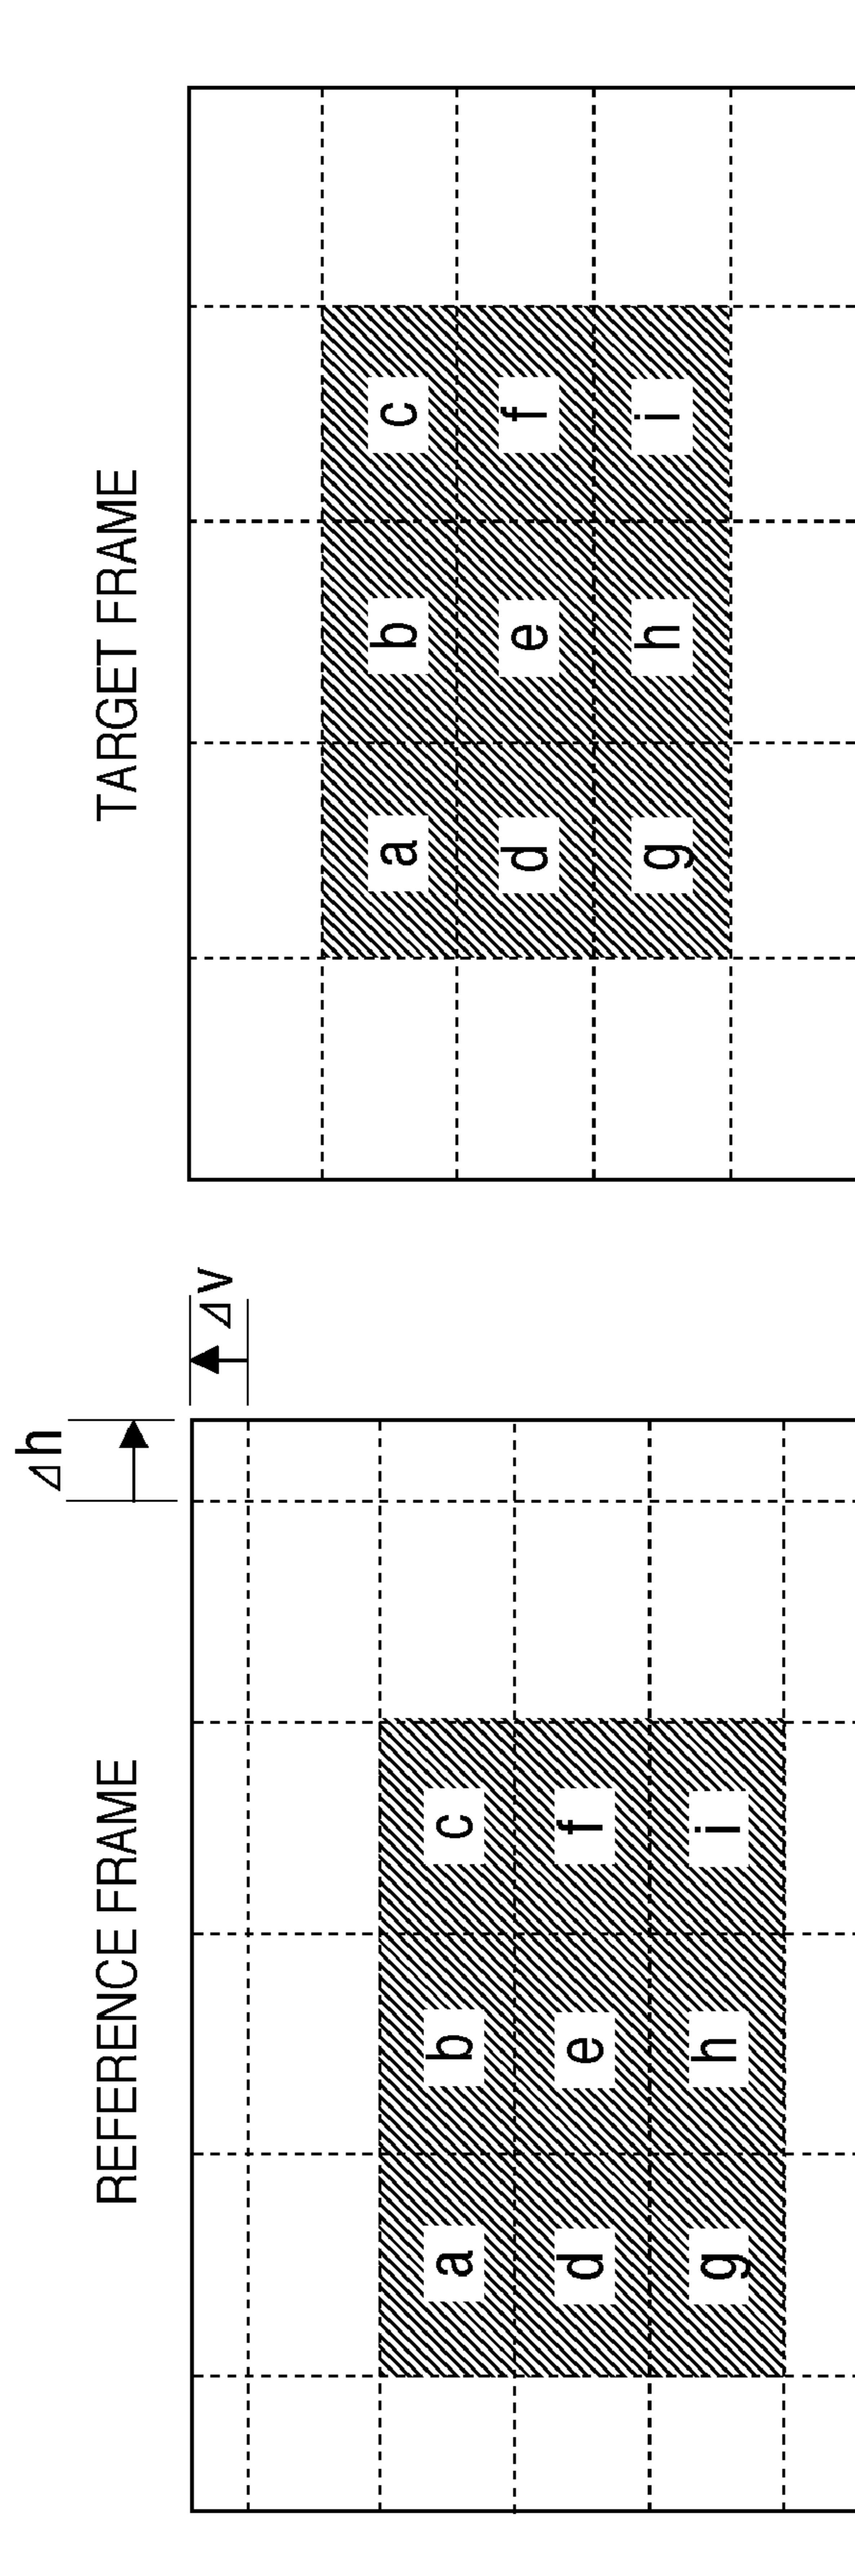 REFERENCE FRAME
Δh
Δv
a b c
d e f
g h i
TARGET FRAME
a b c
d e f
g h i